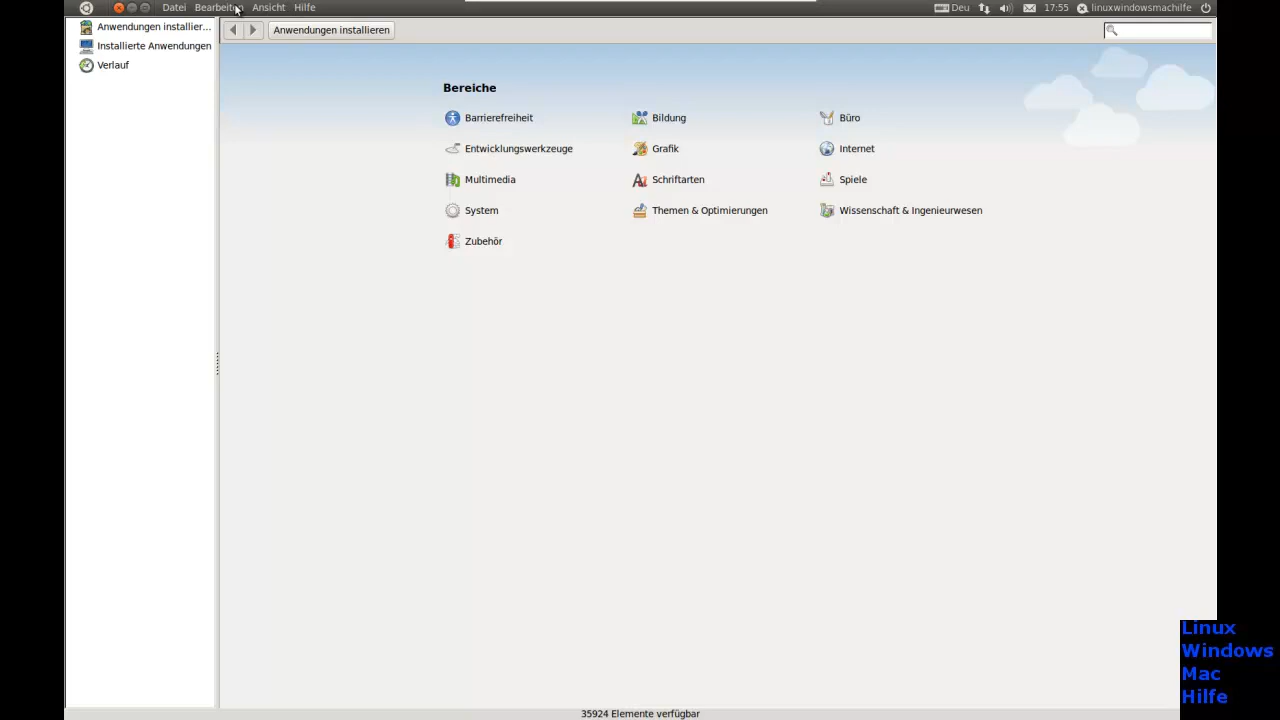 Datei Bearbeiten Ansicht Hilfe Deu 17:55 linuxwindowsmachilfe
Anwendungen installier...
Installierte Anwendungen
Verlauf
Anwendungen installieren
Bereiche
Barrierefreiheit Bildung Büro
Entwicklungswerkzeuge Grafik Internet
Multimedia Schriftarten Spiele
System Themen & Optimierungen Wissenschaft & Ingenieurwesen
Zubehör
Linux
Windows
Mac
Hilfe
35924 Elemente verfügbar